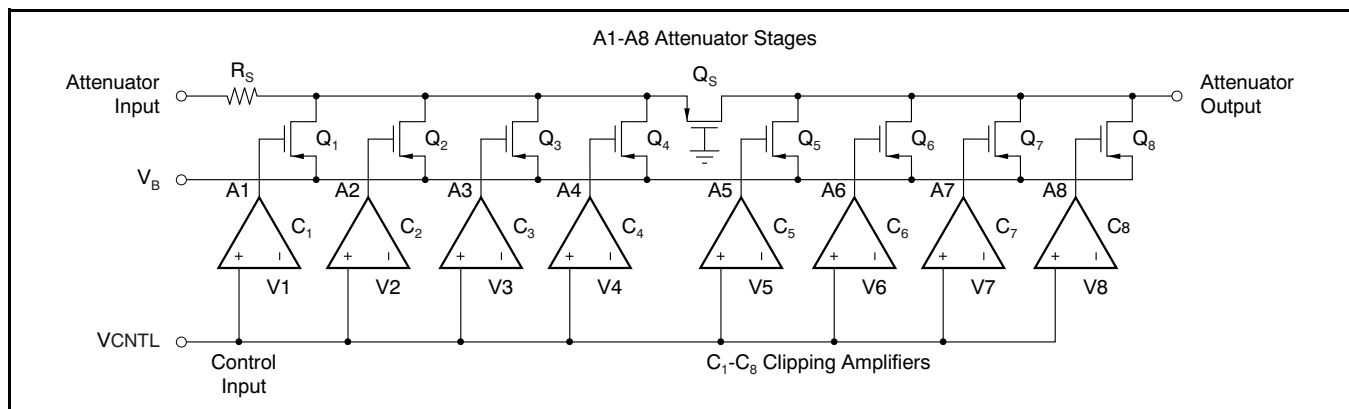 A1-A8 Attenuator Stages
Attenuator
Input
R_S
Q_S
Attenuator
Output
Q_1
Q_2
Q_3
Q_4
Q_5
Q_6
Q_7
Q_8
V_B
A1
A2
A3
A4
A5
A6
A7
A8
C_1
C_2
C_3
C_4
C_5
C_6
C_7
C_8
+ – + – + – + – + – + – + – + –
V1
V2
V3
V4
V5
V6
V7
V8
VCNTL
Control
Input
C_1-C_8 Clipping Amplifiers